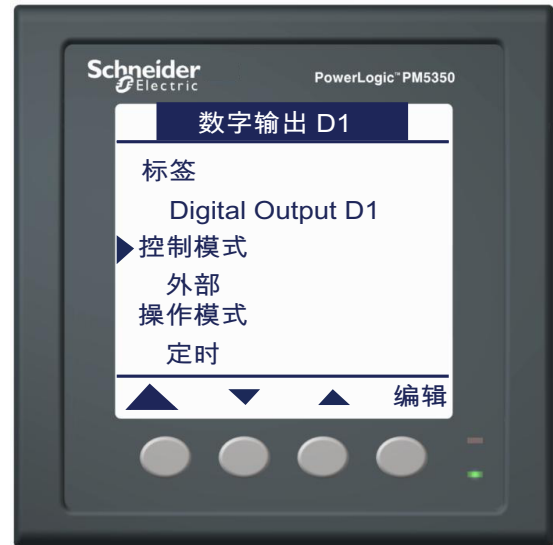 Schneider
Electric
PowerLogic™ PM5350
数字输出 D1
标签
Digital Output D1
控制模式
外部
操作模式
定时
编辑